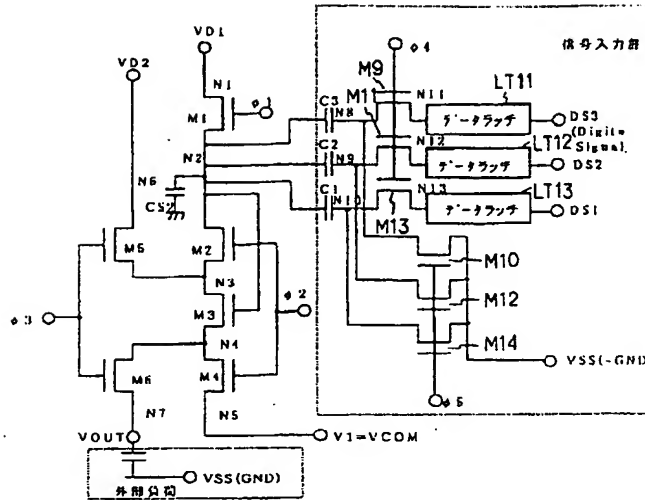 VD1
VD2
N1
M1
φ1
N2
N6
CS2
M5
M2
N3
M3
φ2
φ3
N4
M6
M4
N7
N5
VOUT
V1=VCOM
VSS(GND)
外部負荷
信号入力部
φ4
M9
N11
LT11
C3
N8
M1
データラッチ
DS3
(Digita
Signal)
C2
N9
N12
LT12
データラッチ
DS2
C1
N10
N13
LT13
データラッチ
DS1
M13
M10
M12
M14
VSS(-GND)
φ5